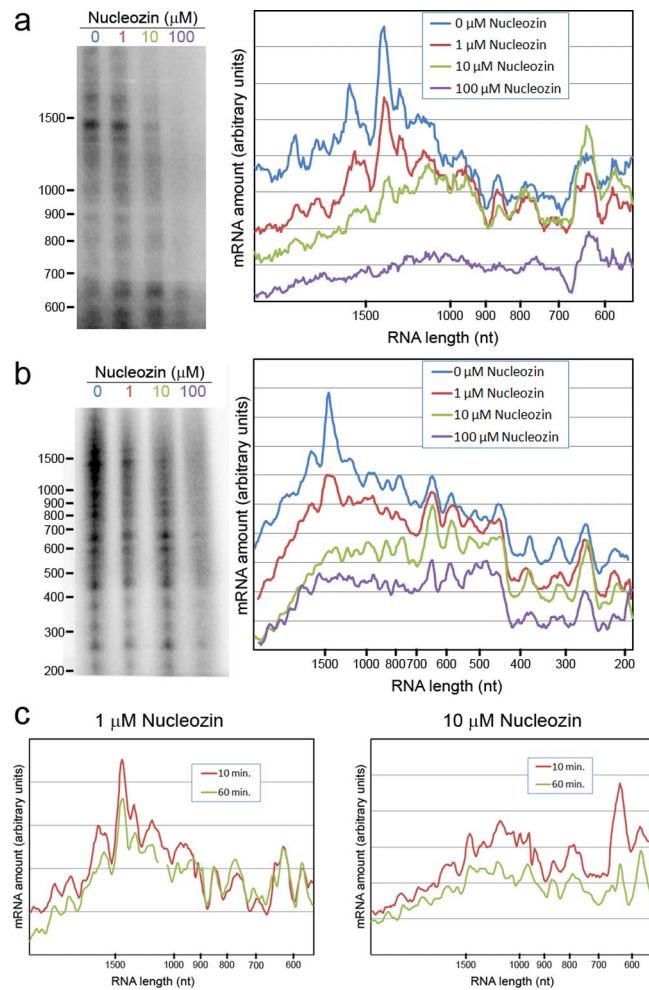 a
Nucleozin (μM)
0 1 10 100
1500
1000
900
800
700
600
mRNA amount (arbitrary units)
0 μM Nucleozin
1 μM Nucleozin
10 μM Nucleozin
100 μM Nucleozin
1500 1000 900 800 700 600
RNA length (nt)
b
Nucleozin (μM)
0 1 10 100
1500
1000
900
800
700
600
500
400
300
200
mRNA amount (arbitrary units)
0 μM Nucleozin
1 μM Nucleozin
10 μM Nucleozin
100 μM Nucleozin
1500 1000 800 700 600 500 400 300 200
RNA length (nt)
c
1 μM Nucleozin
mRNA amount (arbitrary units)
10 min.
60 min.
1500 1000 900 800 700 600
RNA length (nt)
10 μM Nucleozin
mRNA amount (arbitrary units)
10 min.
60 min.
1500 1000 900 800 700 600
RNA length (nt)